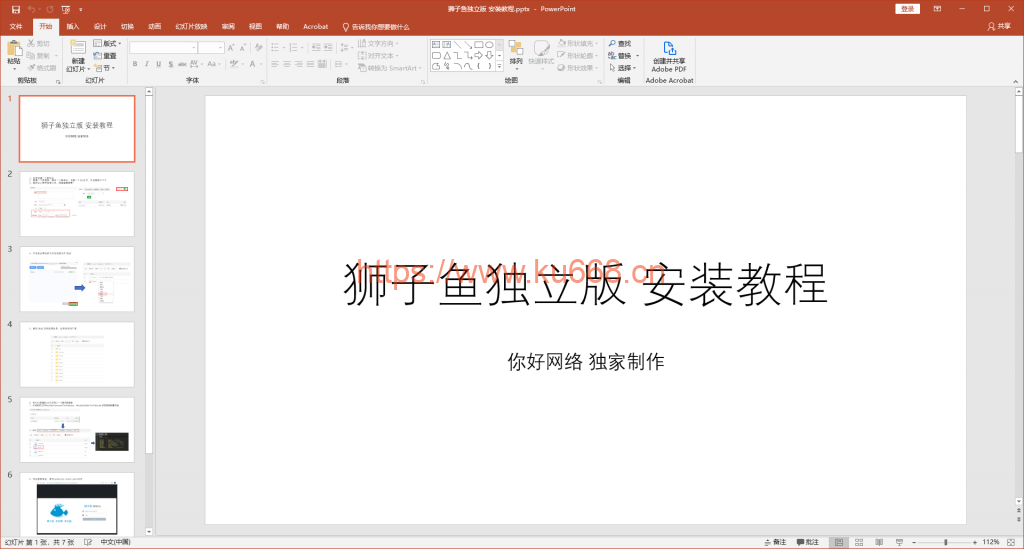 狮子鱼独立版 安装教程.pptx - PowerPoint
登录
文件 开始 插入 设计 切换 动画 幻灯片放映 审阅 视图 帮助 Acrobat 告诉我你想要做什么 共享
粘贴
剪切
复制
格式刷
剪贴板
新建
幻灯片
版式
重置
节
幻灯片
B I U S abc AV Aa A
字体
文字方向
对齐文本
转换为 SmartArt
段落
排列
快速样式
形状填充
形状轮廓
形状效果
绘图
查找
替换
选择
编辑
创建并共享
Adobe PDF
Adobe Acrobat
1
狮子鱼独立版 安装教程
2
3
4
5
6
https://www.ku668.cn
狮子鱼独立版 安装教程
你好网络 独家制作
幻灯片 第 1 张，共 7 张 中文(中国)
备注 批注 112%